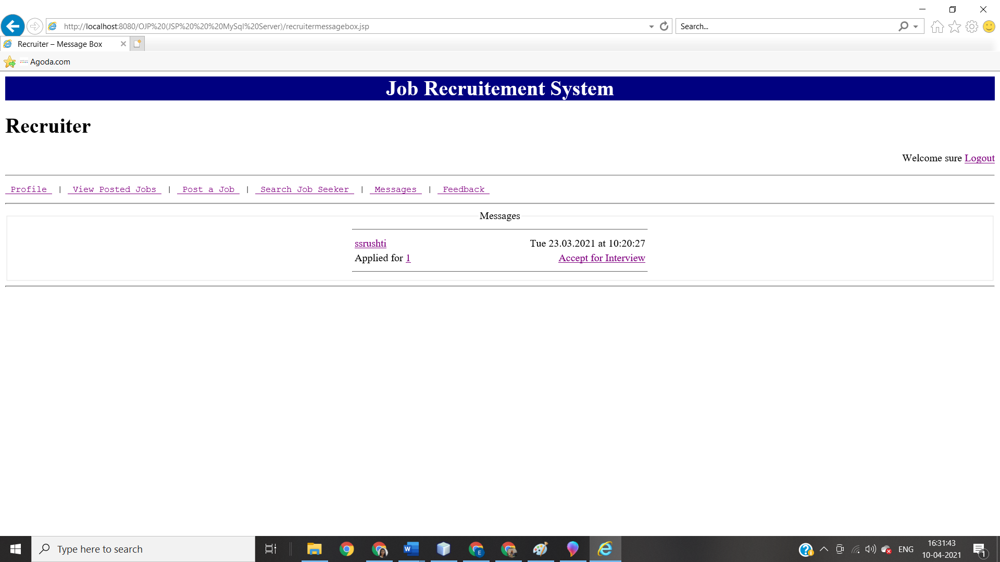 http://localhost:8080/OJP%20(JSP%20%20%20MySql%20Server)/recruitermessagebox.jsp
Search...
Recruiter – Message Box
Agoda.com
Job Recruitement System
Recruiter
Welcome sure Logout
Profile | View Posted Jobs | Post a Job | Search Job Seeker | Messages | Feedback
Messages
ssrushti Tue 23.03.2021 at 10:20:27
Applied for 1 Accept for Interview
Type here to search
W
E
ENG
16:31:43
10-04-2021
1